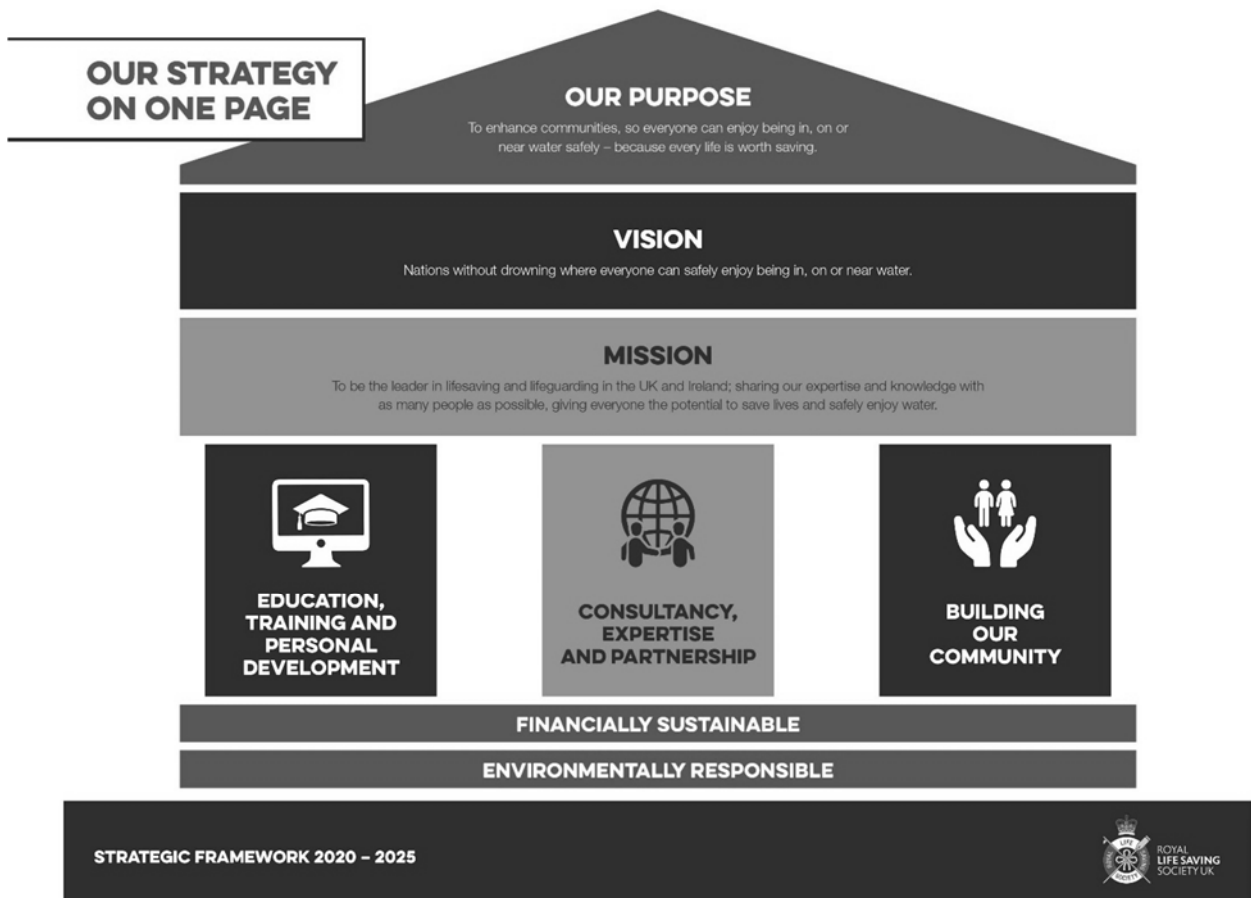 OUR STRATEGY
ON ONE PAGE
OUR PURPOSE
To enhance communities, so everyone can enjoy being in, on or
near water safely – because every life is worth saving.
VISION
Nations without drowning where everyone can safely enjoy being in, on or near water.
MISSION
To be the leader in lifesaving and lifeguarding in the UK and Ireland; sharing our expertise and knowledge with
as many people as possible, giving everyone the potential to save lives and safely enjoy water.
EDUCATION,
TRAINING AND
PERSONAL
DEVELOPMENT
CONSULTANCY,
EXPERTISE
AND PARTNERSHIP
BUILDING
OUR
COMMUNITY
FINANCIALLY SUSTAINABLE
ENVIRONMENTALLY RESPONSIBLE
STRATEGIC FRAMEWORK 2020 – 2025
LIFE
SOCIETY
ROYAL
LIFE SAVING
SOCIETY UK